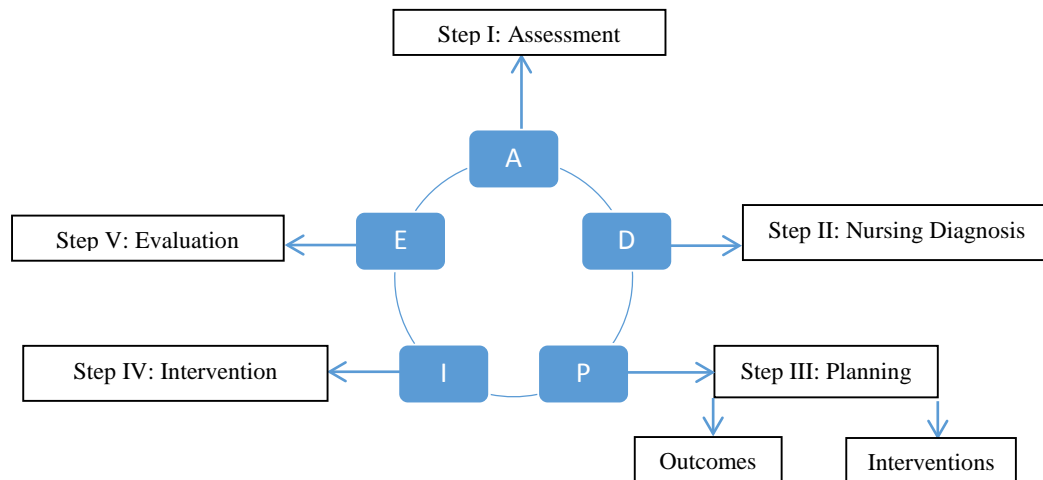 Step I: Assessment
A
E
D
Step V: Evaluation
Step II: Nursing Diagnosis
I
P
Step IV: Intervention
Step III: Planning
Outcomes
Interventions